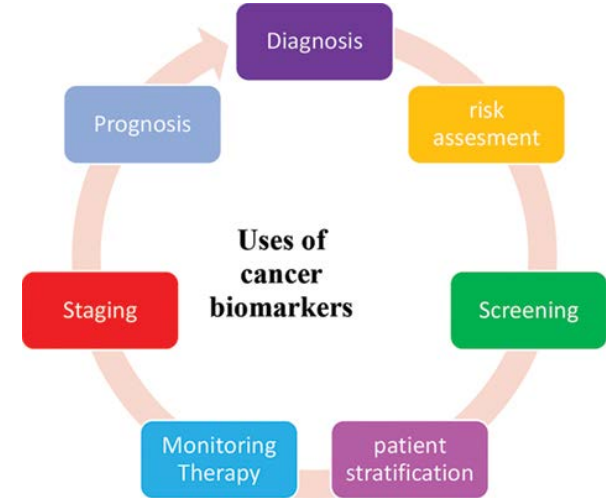 Diagnosis
risk
assesment
Screening
patient
stratification
Monitoring
Therapy
Staging
Prognosis
Uses of
cancer
biomarkers